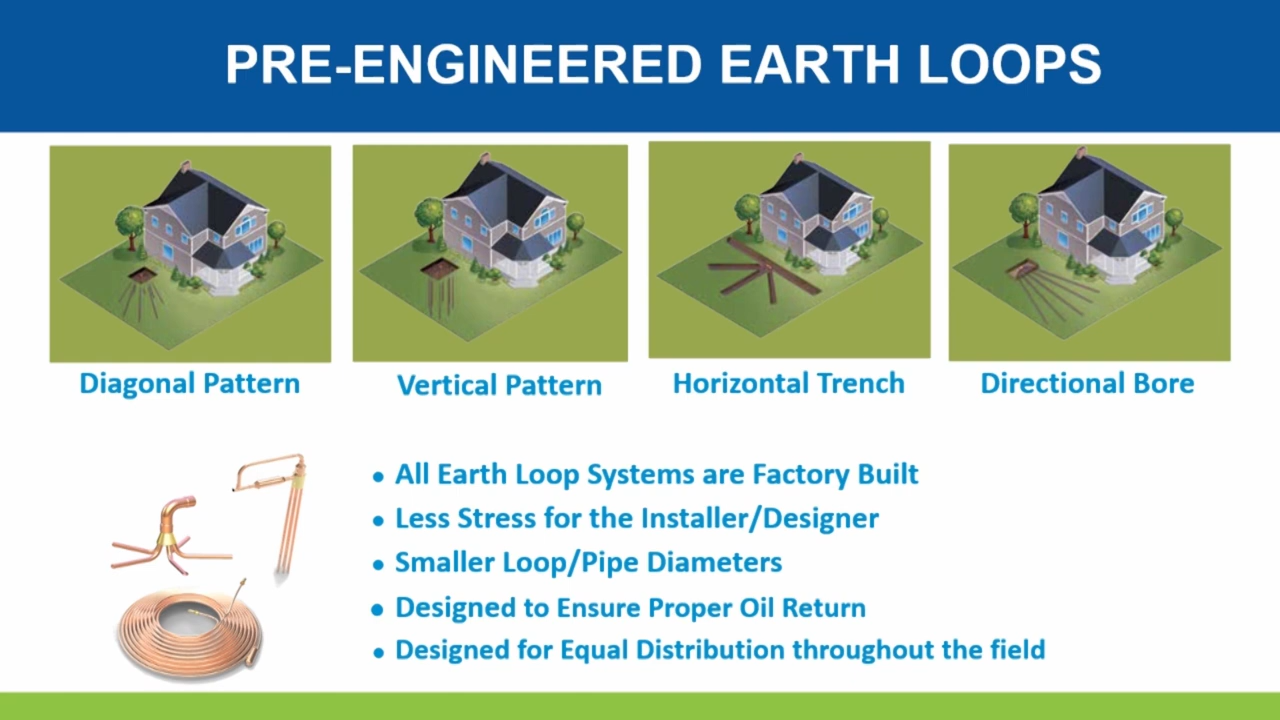 PRE-ENGINEERED EARTH LOOPS
Diagonal Pattern
Vertical Pattern
Horizontal Trench
Directional Bore
• All Earth Loop Systems are Factory Built
• Less Stress for the Installer/Designer
• Smaller Loop/Pipe Diameters
• Designed to Ensure Proper Oil Return
• Designed for Equal Distribution throughout the field